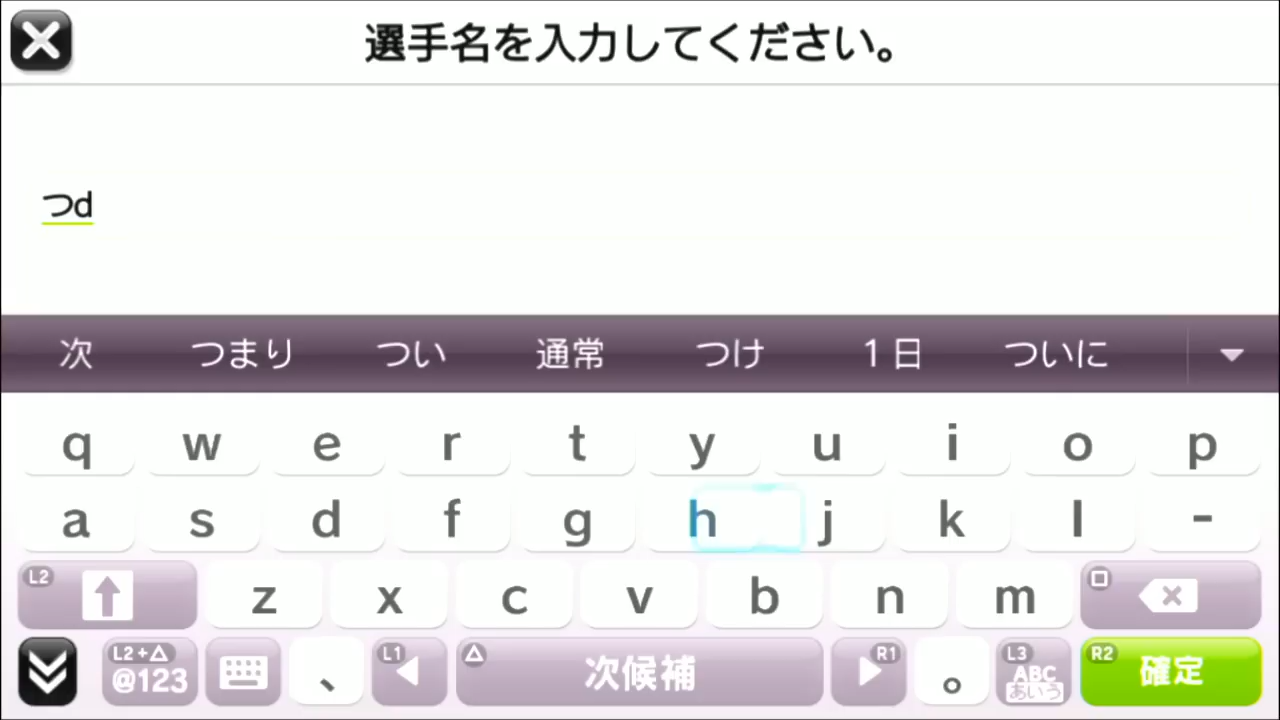 選手名を入力してください。
つd
次 つまり つい 通常 つけ 1日 ついに
q w e r t y u i o p
a s d f g h j k l -
L2 z x c v b n m
L2+△ @123 、 L1 △ 次候補 R1 。 L3 ABC あいう R2 確定